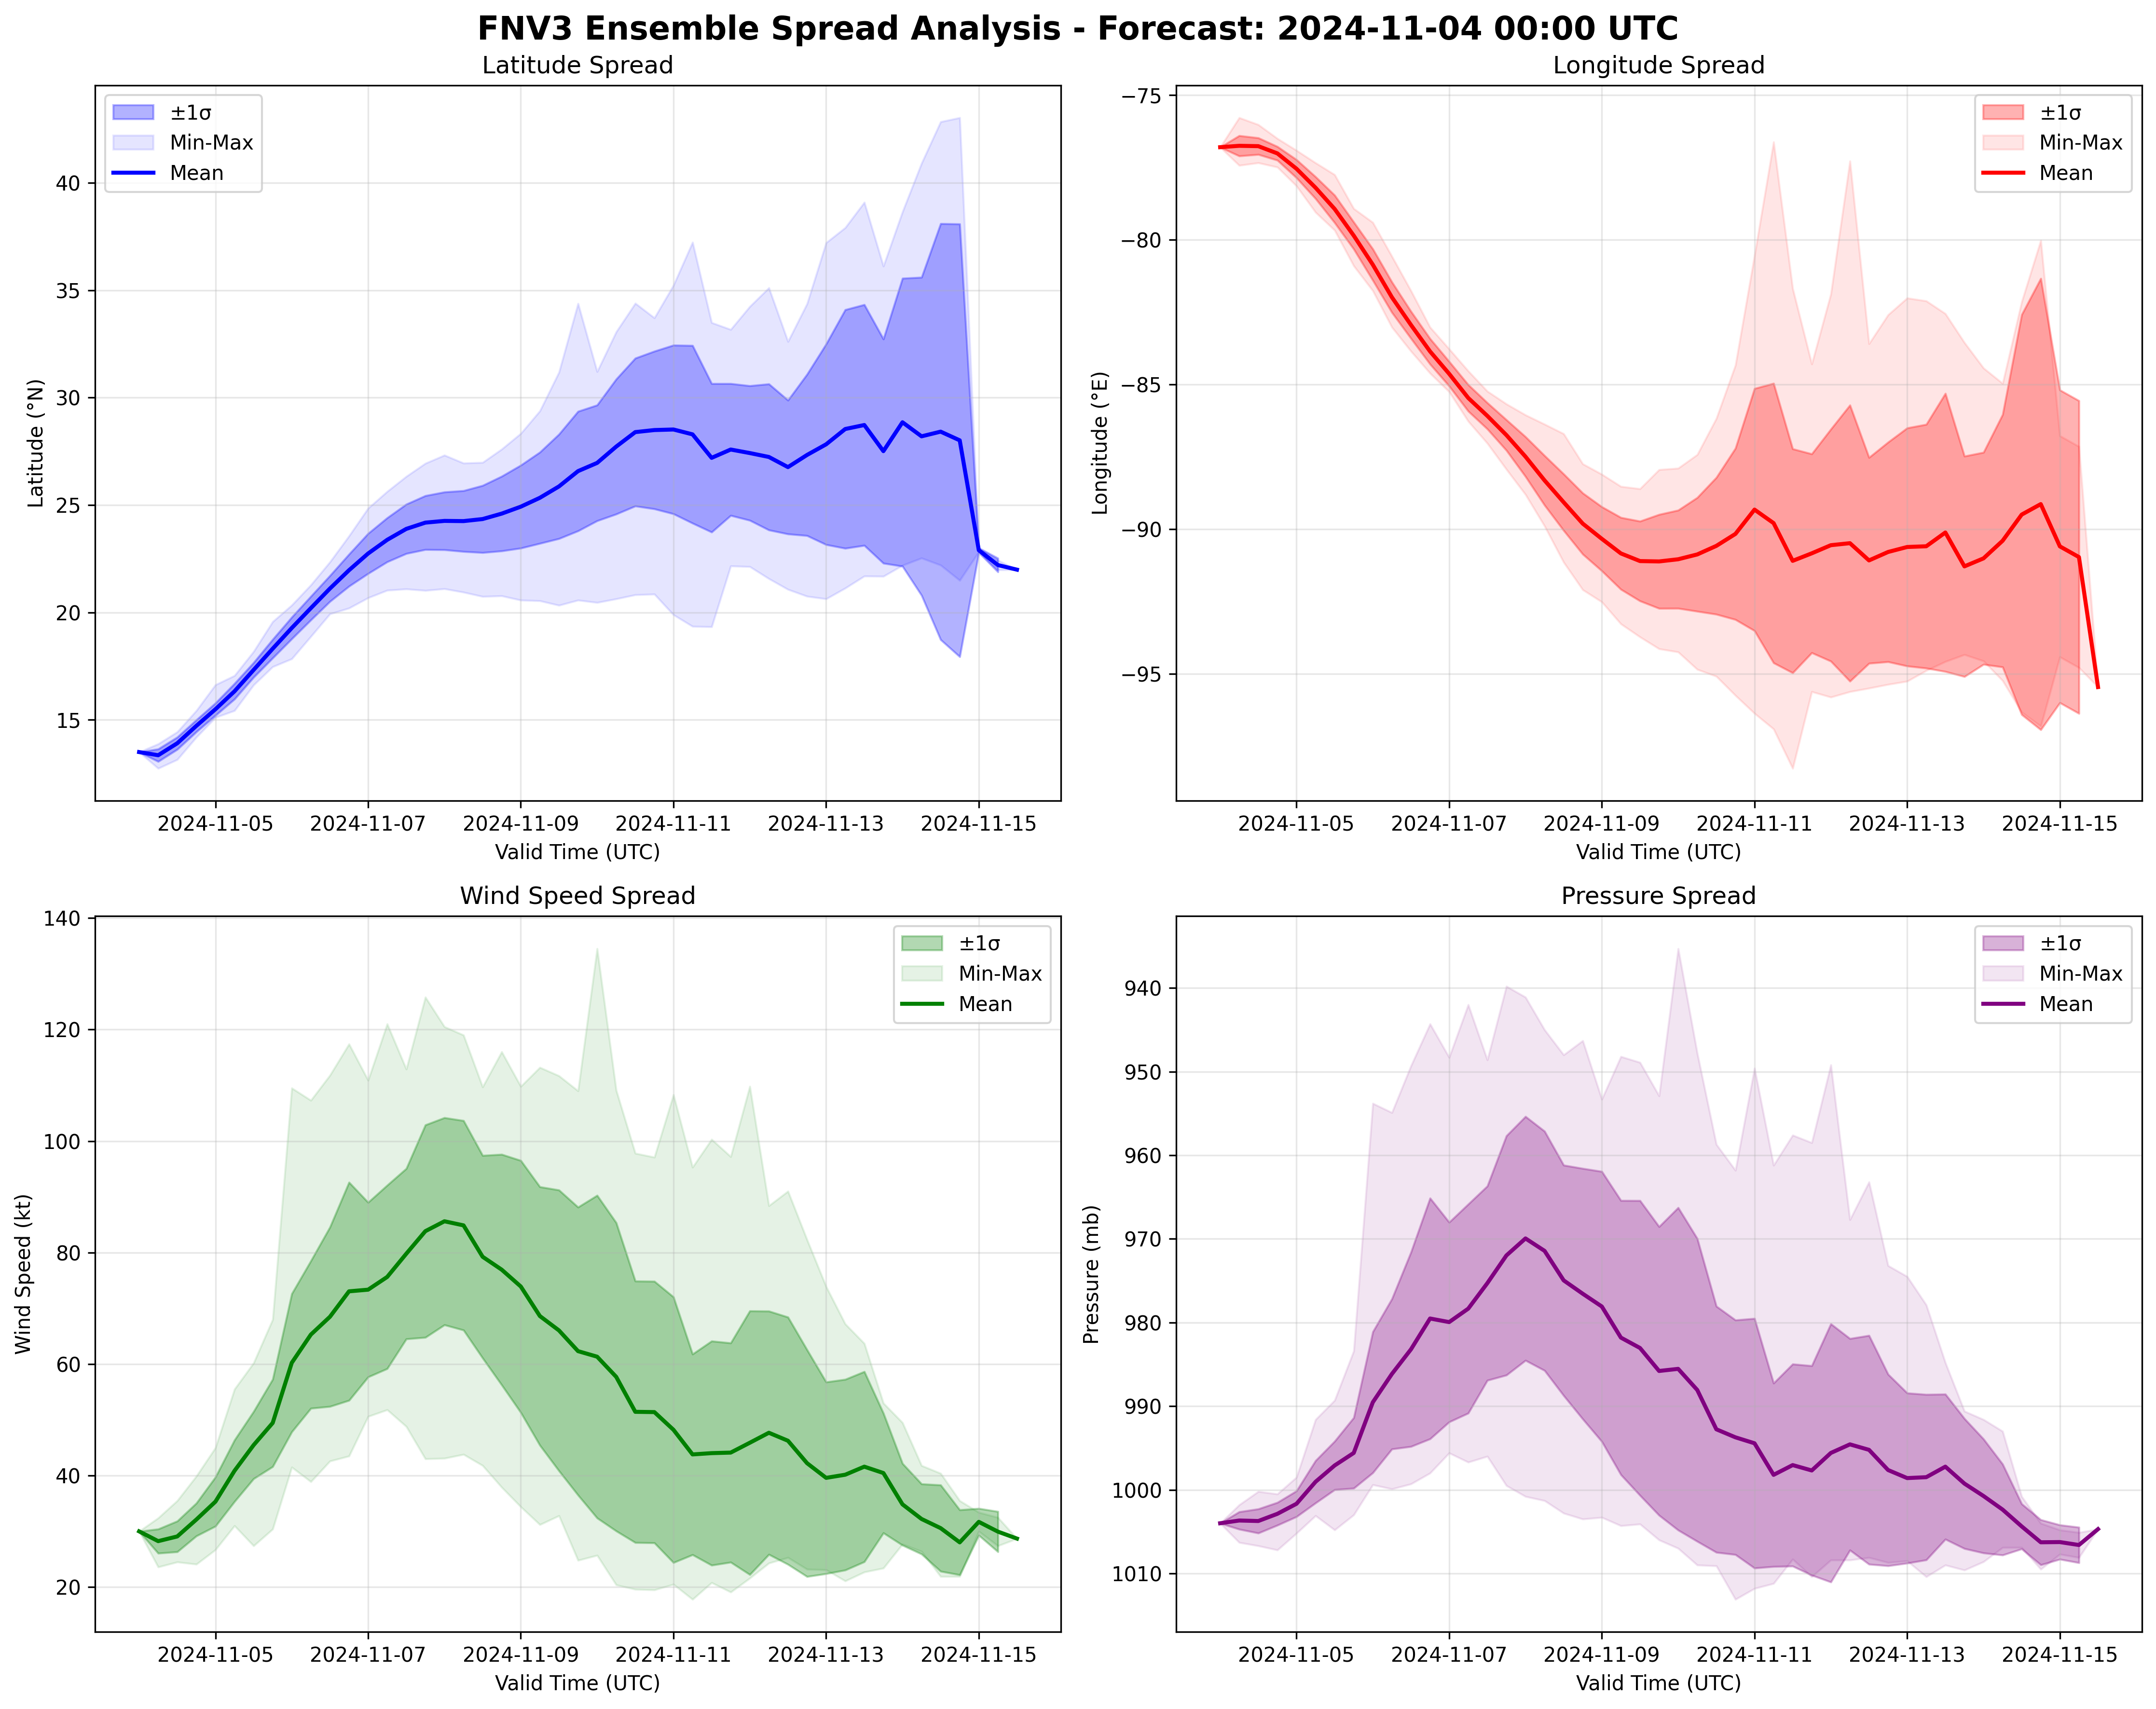 FNV3 Ensemble Spread Analysis - Forecast: 2024-11-04 00:00 UTC
Latitude Spread
±1σ
Min-Max
Mean
40
35
30
25
20
15
Latitude (°N)
2024-11-05 2024-11-07 2024-11-09 2024-11-11 2024-11-13 2024-11-15
Valid Time (UTC)
Longitude Spread
±1σ
Min-Max
Mean
−75
−80
−85
−90
−95
Longitude (°E)
2024-11-05 2024-11-07 2024-11-09 2024-11-11 2024-11-13 2024-11-15
Valid Time (UTC)
Wind Speed Spread
±1σ
Min-Max
Mean
140
120
100
80
60
40
20
Wind Speed (kt)
2024-11-05 2024-11-07 2024-11-09 2024-11-11 2024-11-13 2024-11-15
Valid Time (UTC)
Pressure Spread
±1σ
Min-Max
Mean
940
950
960
970
980
990
1000
1010
Pressure (mb)
2024-11-05 2024-11-07 2024-11-09 2024-11-11 2024-11-13 2024-11-15
Valid Time (UTC)